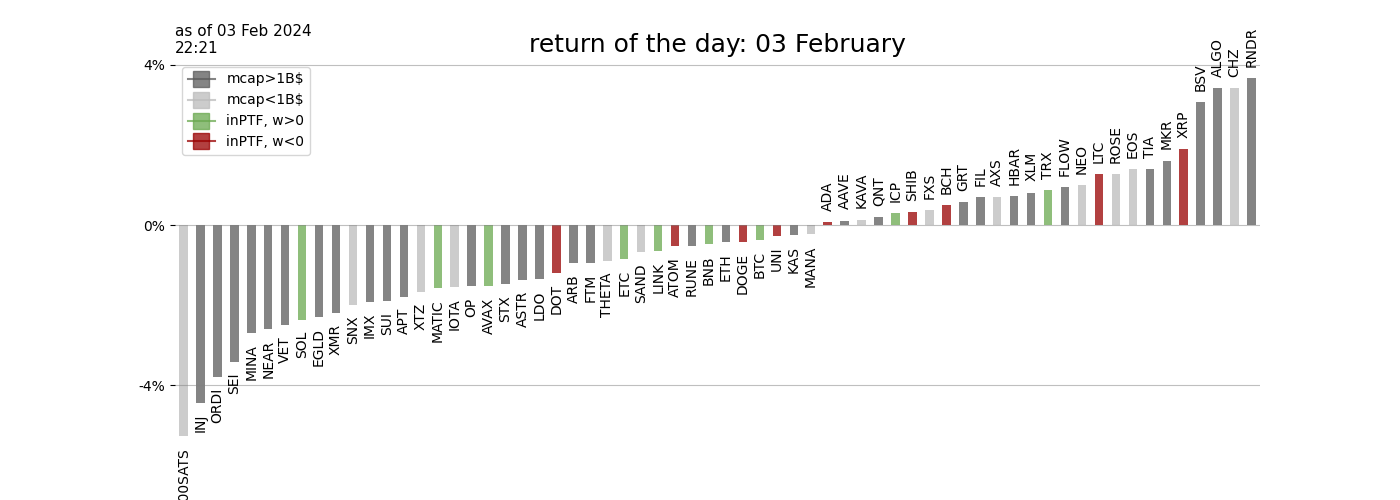 as of 03 Feb 2024
22:21
return of the day: 03 February
4%
0%
-4%
mcap>1B$
mcap<1B$
inPTF, w>0
inPTF, w<0
00SATS
INJ
ORDI
SEI
MINA
NEAR
VET
SOL
EGLD
XMR
SNX
IMX
SUI
APT
XTZ
MATIC
IOTA
OP
AVAX
STX
ASTR
LDO
DOT
ARB
FTM
THETA
ETC
SAND
LINK
ATOM
RUNE
BNB
ETH
DOGE
BTC
UNI
KAS
MANA
ADA
AAVE
KAVA
QNT
ICP
SHIB
FXS
BCH
GRT
FIL
AXS
HBAR
XLM
TRX
FLOW
NEO
LTC
ROSE
EOS
TIA
MKR
XRP
BSV
ALGO
CHZ
RNDR